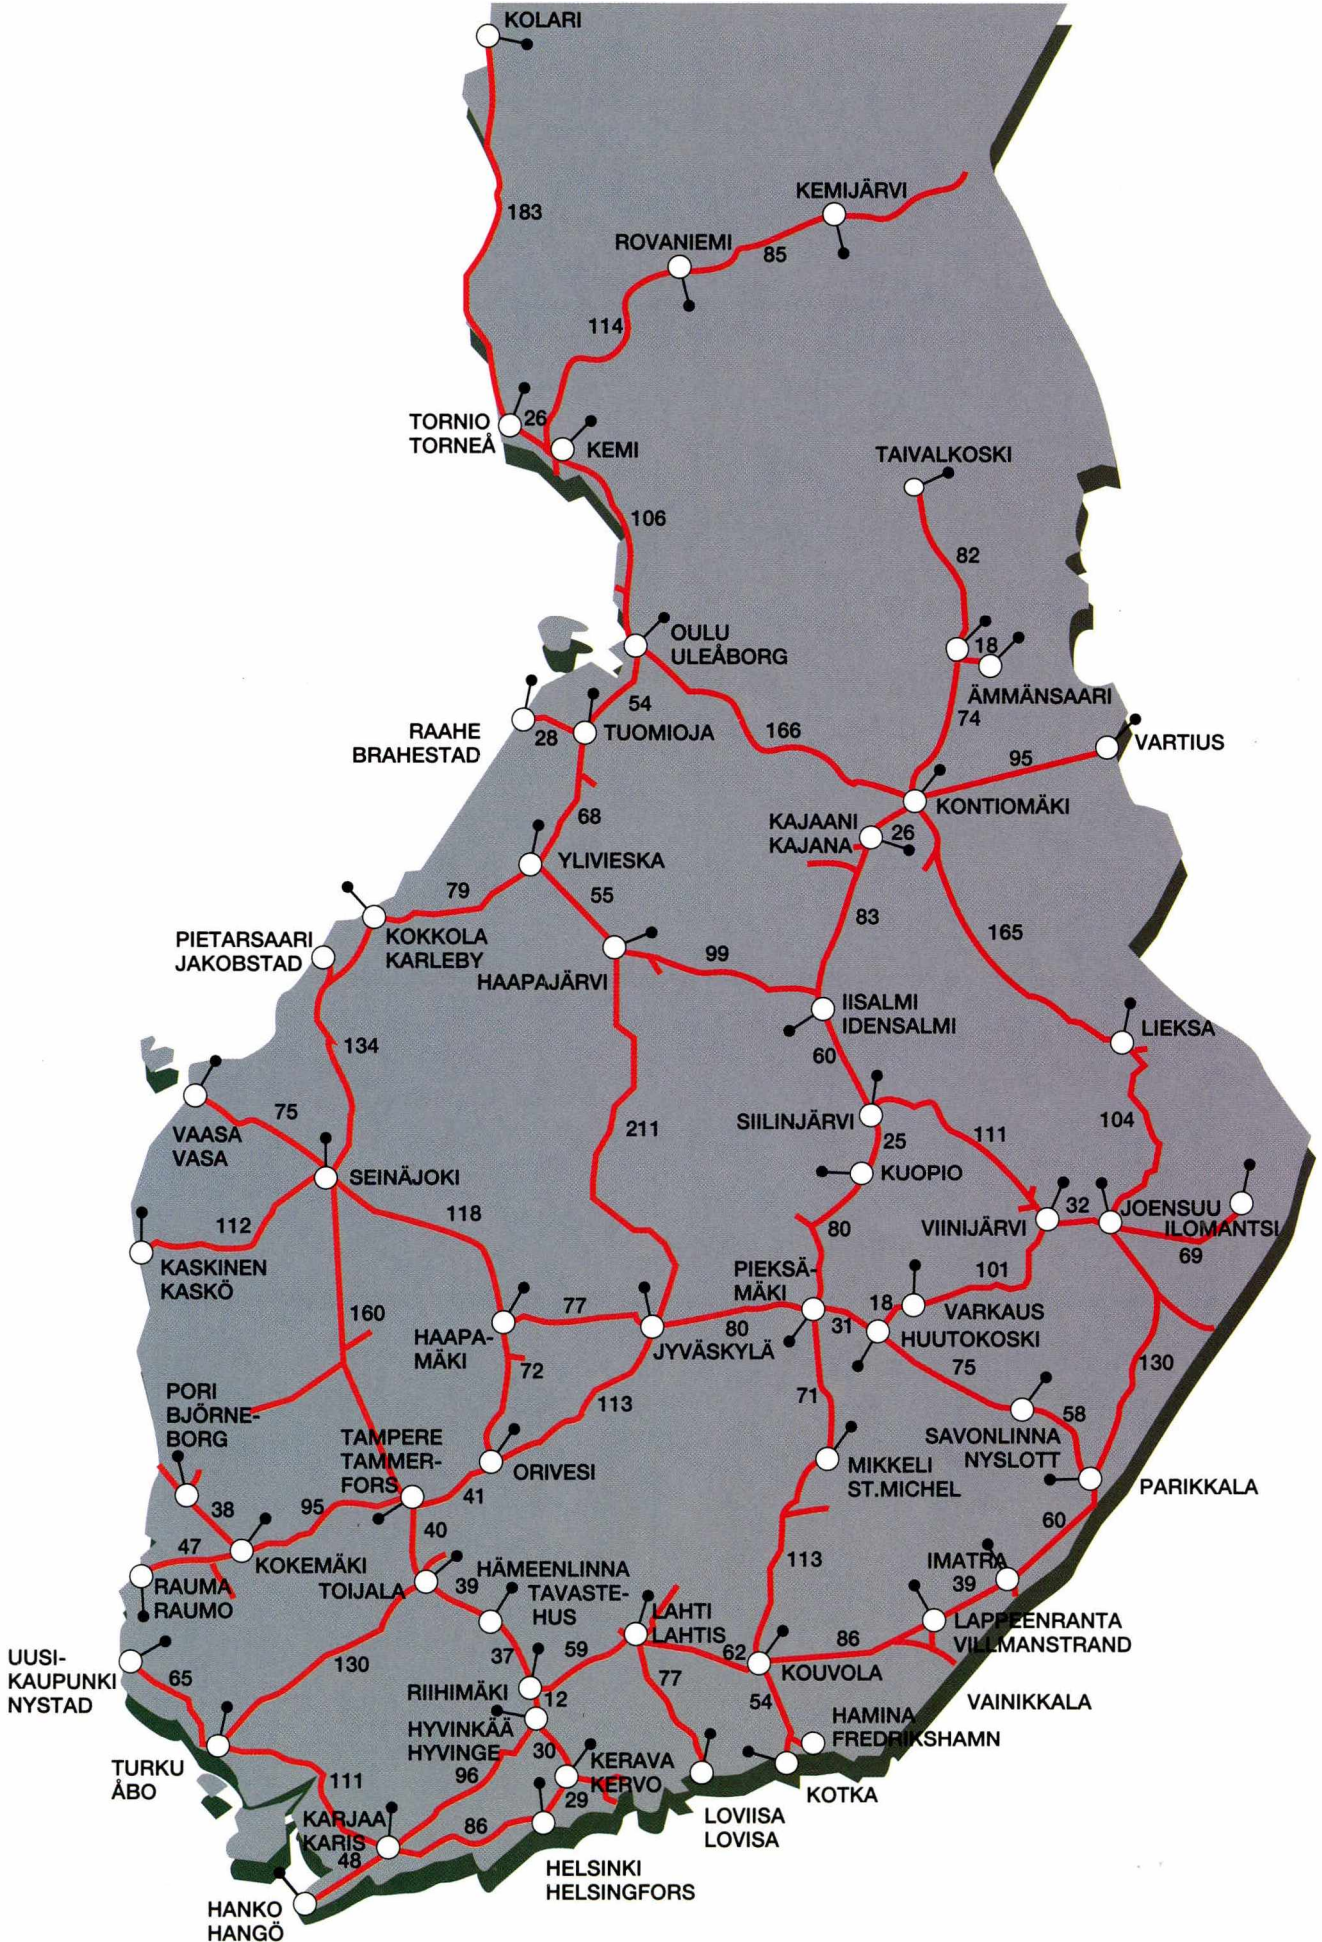 KOLARI
183
KEMIJÄRVI
ROVANIEMI
85
114
TORNIO
TORNEÅ
26
KEMI
TAIVALKOSKI
106
82
OULU
ULEÅBORG
18
ÄMMÄNSAARI
54
RAAHE
BRAHESTAD
28
TUOMIOJA
166
74
VARTIUS
95
KONTIOMÄKI
KAJAANI
KAJANA
26
68
YLIVIESKA
79
55
83
KOKKOLA
KARLEBY
PIETARSAARI
JAKOBSTAD
165
99
HAAPAJÄRVI
IISALMI
IDENSALMI
LIEKSA
134
60
75
VAASA
VASA
211
SIILINJÄRVI
25
111
104
SEINÄJOKI
KUOPIO
118
112
80
VIINIJÄRVI
32
JOENSUU
ILOMANTSI
69
KASKINEN
KASKÖ
PIEKSÄ-
MÄKI
101
160
77
HAAPA-
MÄKI
80
31
18
VARKAUS
HUUTOKOSKI
JYVÄSKYLÄ
72
75
130
PORI
BJÖRNE-
BORG
113
71
58
TAMPERE
TAMMER-
FORS
SAVONLINNA
NYSLOTT
ORIVESI
MIKKELI
ST.MICHEL
PARIKKALA
38
95
41
60
40
47
KOKEMÄKI
113
RAUMA
RAUMO
TOIJALA
39
HÄMEENLINNA
TAVASTE-
HUS
IMATRA
39
LAHTI
LAHTIS
LAPPEENRANTA
VILLMANSTRAND
UUSI-
KAUPUNKI
NYSTAD
65
130
37
59
62
86
KOUVOLA
77
RIIHIMÄKI
12
54
VAINIKKALA
HYVINKÄÄ
HYVINGE
HAMINA
FREDRIKSHAMN
TURKU
ÅBO
30
KERAVA
KERVO
111
96
29
KOTKA
KARJAA
KARIS
86
LOVIISA
LOVISA
48
HELSINKI
HELSINGFORS
HANKO
HANGÖ